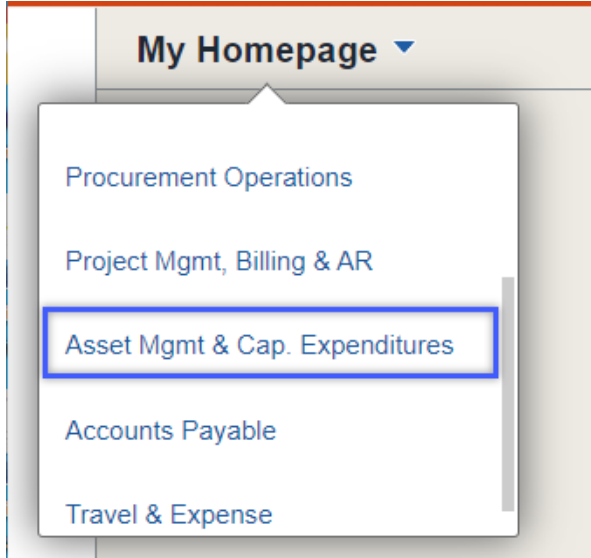 My Homepage
Procurement Operations
Project Mgmt, Billing & AR
Asset Mgmt & Cap. Expenditures
Accounts Payable
Travel & Expense